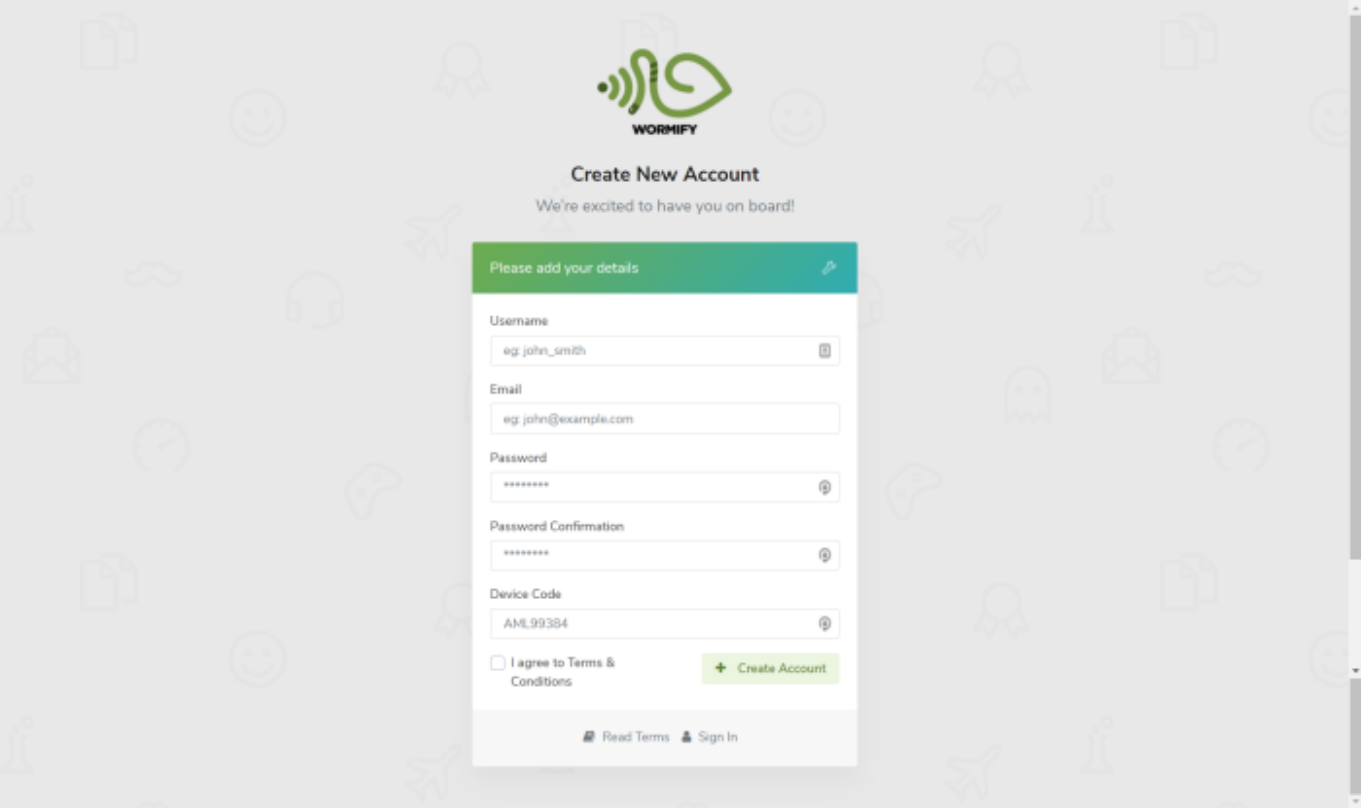 WORMIFY
Create New Account
We're excited to have you on board!
Please add your details
Username
eg: john_smith
Email
eg: john@example.com
Password
********
Password Confirmation
********
Device Code
AML99384
I agree to Terms &
Conditions
+ Create Account
Read Terms Sign In